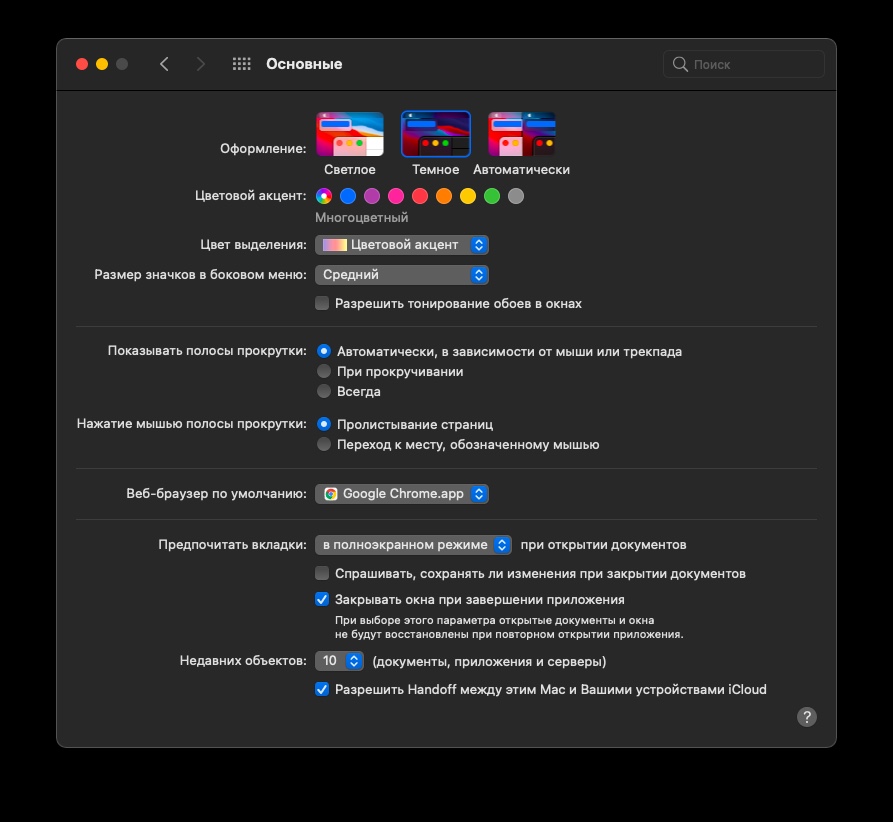 Основные
Поиск
Оформление:
Светлое Темное Автоматически
Цветовой акцент:
Многоцветный
Цвет выделения: Цветовой акцент
Размер значков в боковом меню: Средний
Разрешить тонирование обоев в окнах
Показывать полосы прокрутки: Автоматически, в зависимости от мыши или трекпада
При прокручивании
Всегда
Нажатие мышью полосы прокрутки: Пролистывание страниц
Переход к месту, обозначенному мышью
Веб-браузер по умолчанию: Google Chrome.app
Предпочитать вкладки: в полноэкранном режиме при открытии документов
Спрашивать, сохранять ли изменения при закрытии документов
Закрывать окна при завершении приложения
При выборе этого параметра открытые документы и окна
не будут восстановлены при повторном открытии приложения.
Недавних объектов: 10 (документы, приложения и серверы)
Разрешить Handoff между этим Mac и Вашими устройствами iCloud
?